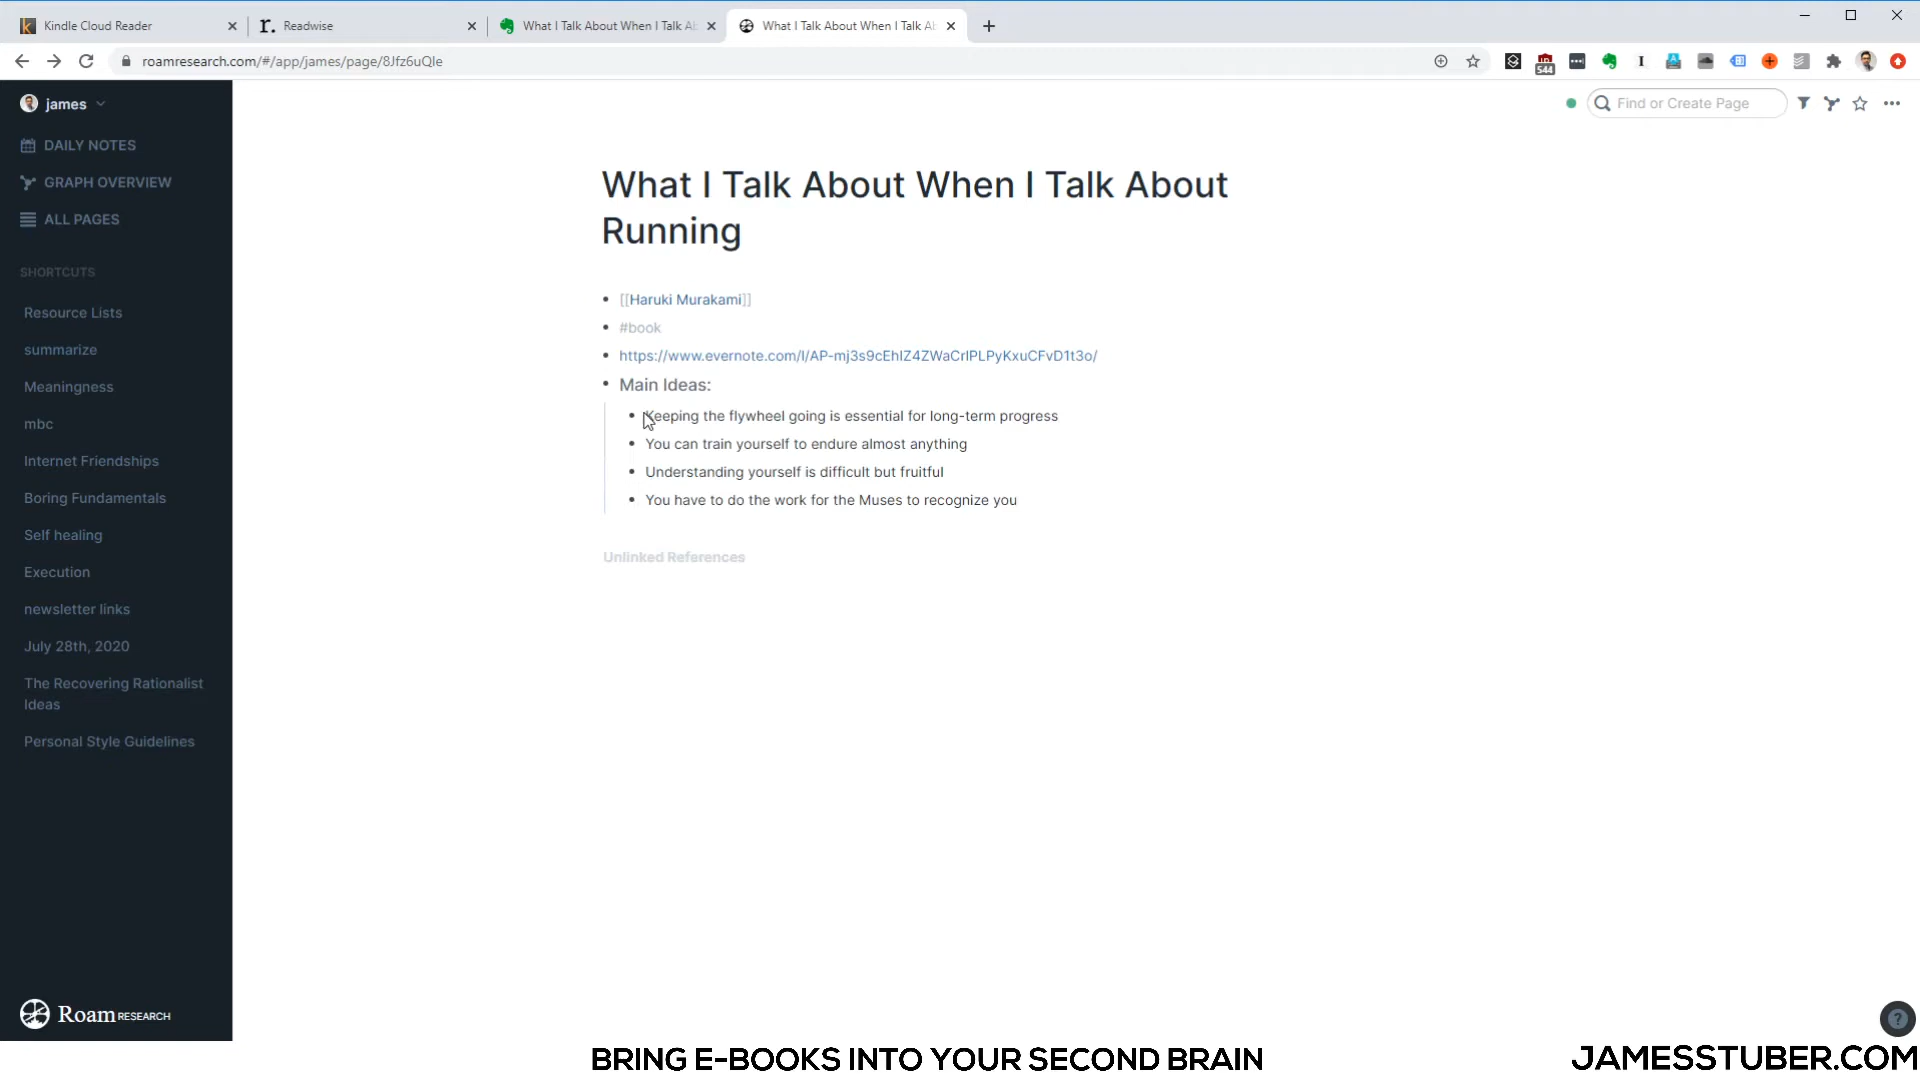 Kindle Cloud Reader
Readwise
What I Talk About When I Talk Ab
What I Talk About When I Talk Ab
roamresearch.com/#/app/james/page/8Jfz6uQIe
544
james
Find or Create Page
DAILY NOTES
GRAPH OVERVIEW
ALL PAGES
SHORTCUTS
Resource Lists
summarize
Meaningness
mbc
Internet Friendships
Boring Fundamentals
Self healing
Execution
newsletter links
July 28th, 2020
The Recovering Rationalist
Ideas
Personal Style Guidelines
Roam RESEARCH
What I Talk About When I Talk About
Running
[[Haruki Murakami]]
#book
https://www.evernote.com/l/AP-mj3s9cEhIZ4ZWaCrIPLPyKxuCFvD1t3o/
Main Ideas:
Keeping the flywheel going is essential for long-term progress
You can train yourself to endure almost anything
Understanding yourself is difficult but fruitful
You have to do the work for the Muses to recognize you
Unlinked References
?
BRING E-BOOKS INTO YOUR SECOND BRAIN
JAMESSTUBER.COM